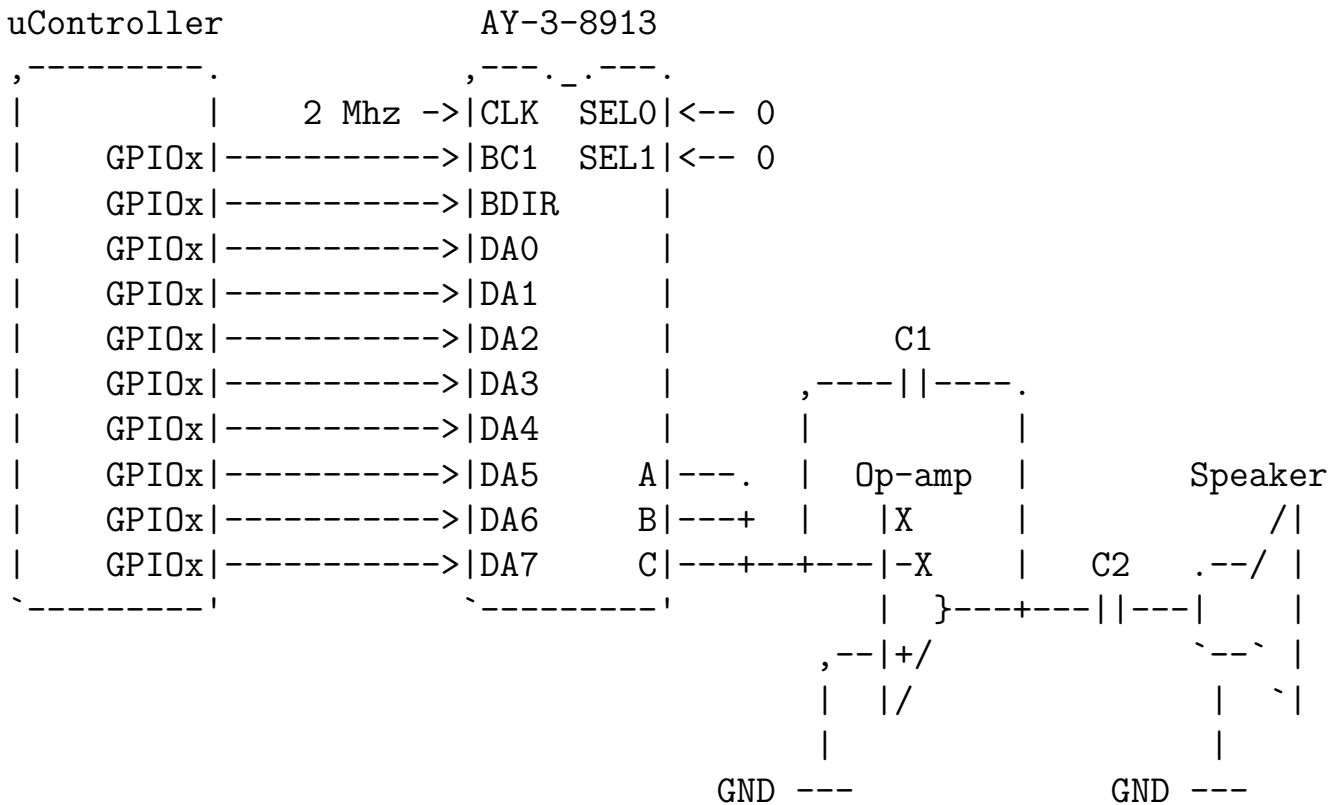 uController AY-3-8913
,---------. ,---._.---.
| | 2 Mhz ->|CLK SEL0|<-- 0
| GPIOx|----------->|BC1 SEL1|<-- 0
| GPIOx|----------->|BDIR |
| GPIOx|----------->|DA0 |
| GPIOx|----------->|DA1 |
| GPIOx|----------->|DA2 | C1
| GPIOx|----------->|DA3 | ,----||----.
| GPIOx|----------->|DA4 | | |
| GPIOx|----------->|DA5 A|---. | Op-amp | Speaker
| GPIOx|----------->|DA6 B|---+ | |X | /|
| GPIOx|----------->|DA7 C|---+--+---|-X | C2 .--/ |
`---------' `---------' | }---+---||---| |
,--|+/ `--` |
| |/ | `|
| |
GND --- GND ---